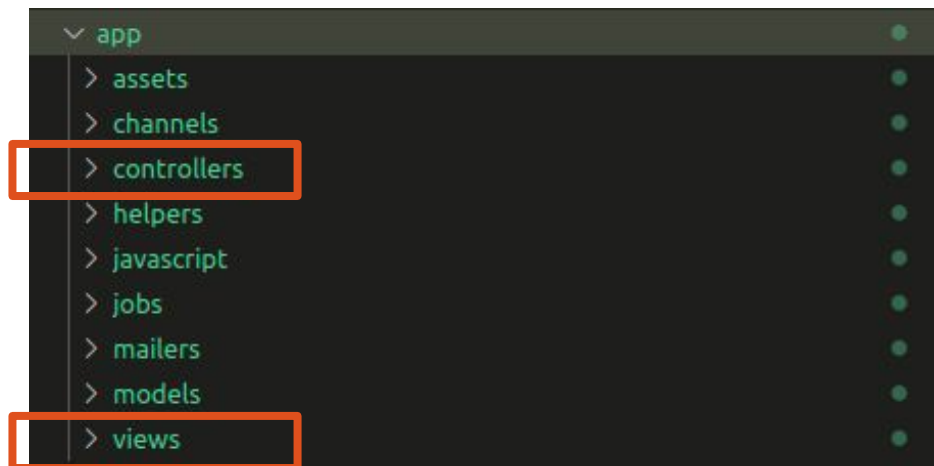 app
assets
channels
controllers
helpers
javascript
jobs
mailers
models
views